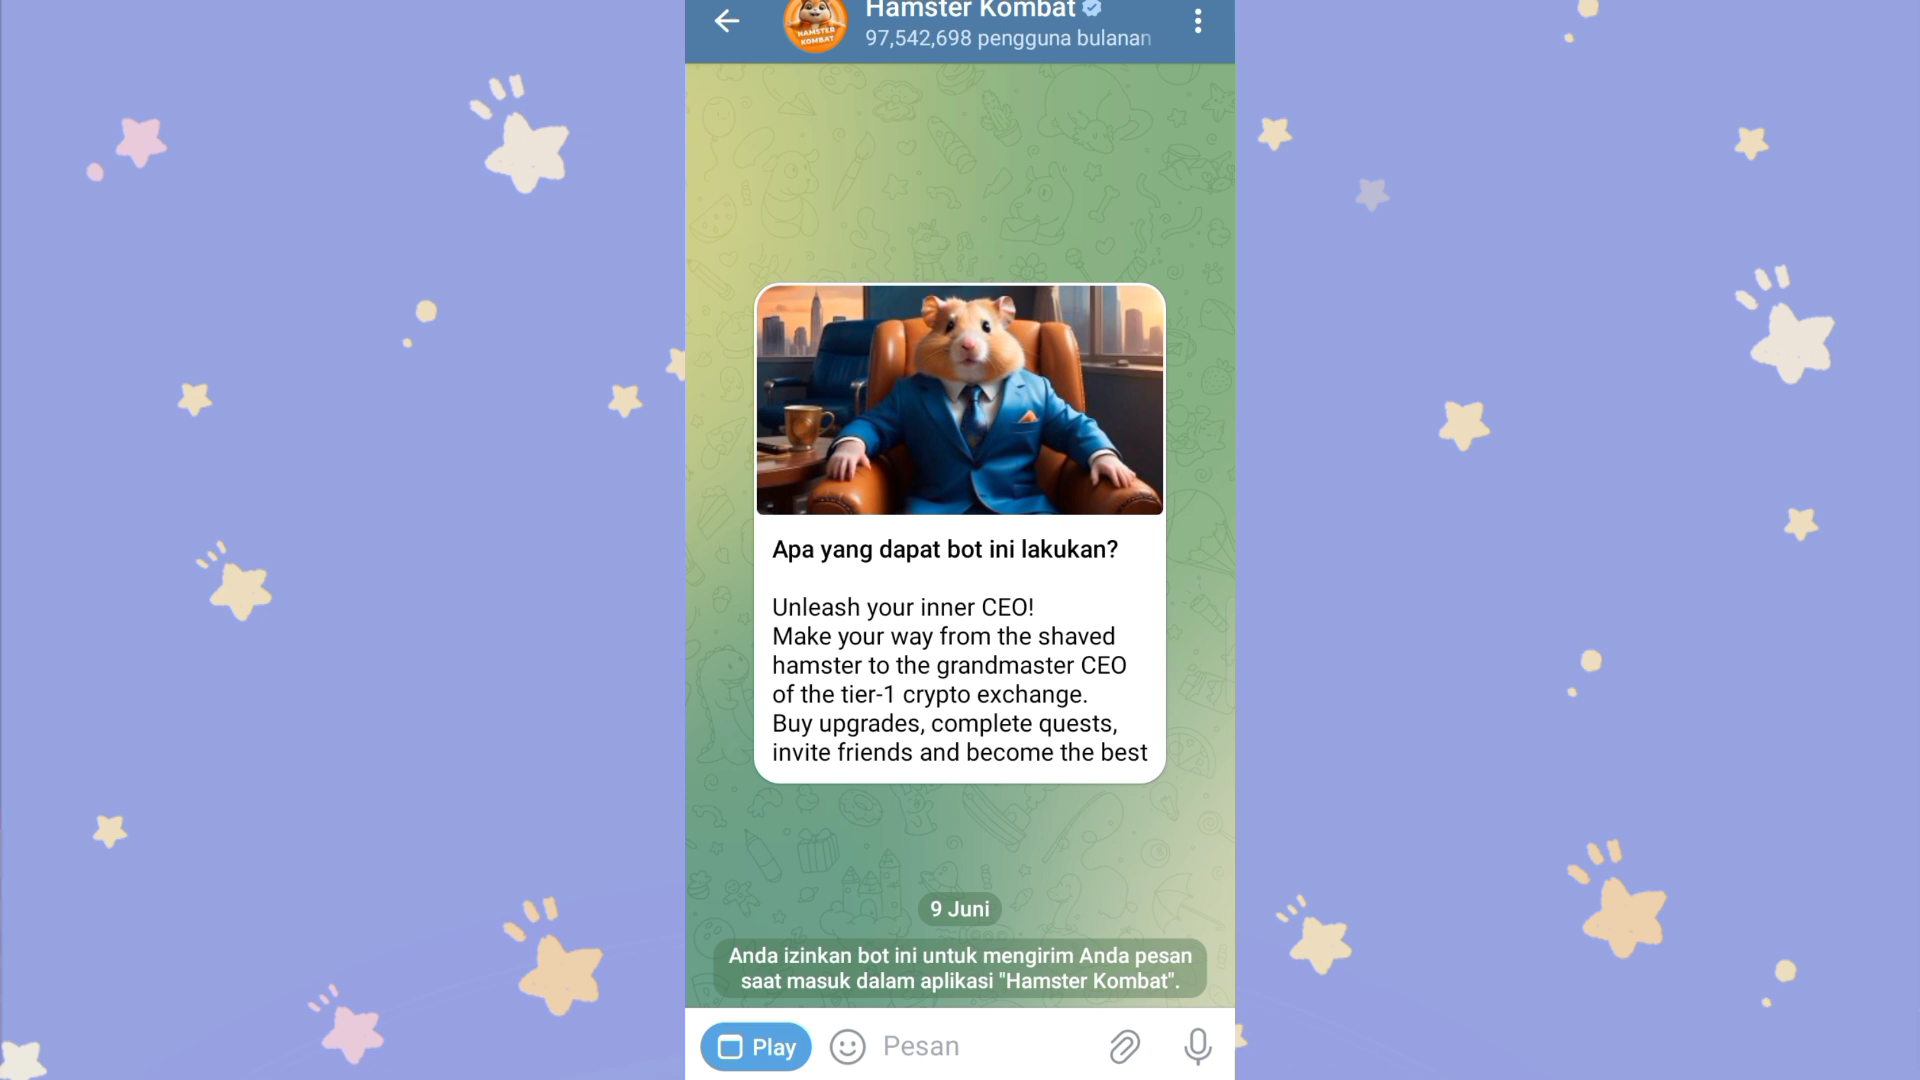 Hamster Kombat
97,542,698 pengguna bulanan
HAMSTER
KOMBAT
Apa yang dapat bot ini lakukan?
Unleash your inner CEO!
Make your way from the shaved
hamster to the grandmaster CEO
of the tier-1 crypto exchange.
Buy upgrades, complete quests,
invite friends and become the best
9 Juni
Anda izinkan bot ini untuk mengirim Anda pesan
saat masuk dalam aplikasi "Hamster Kombat".
Play
Pesan